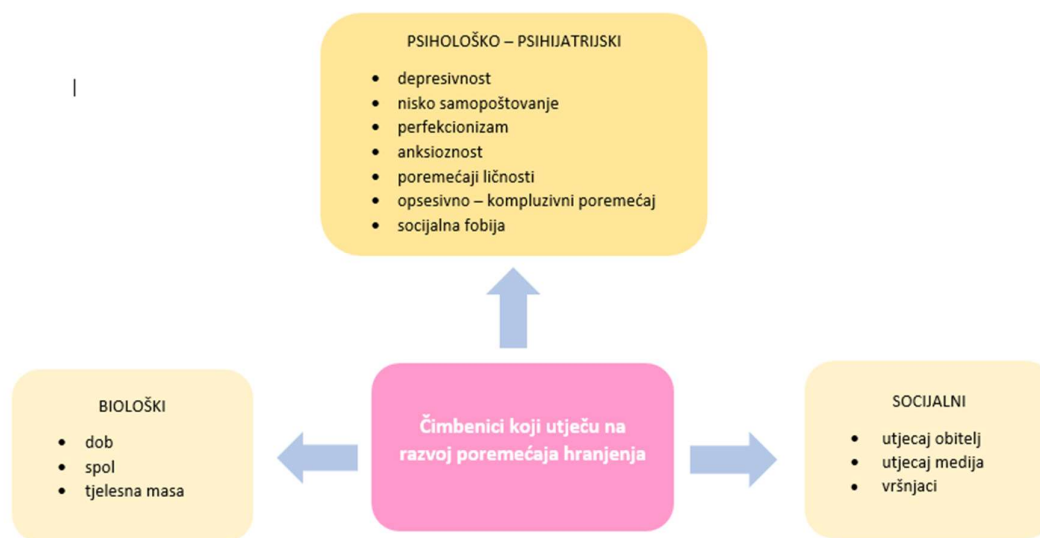 PSIHOLOŠKO – PSIHIJATRIJSKI
• depresivnost
• nisko samopoštovanje
• perfekcionizam
• anksioznost
• poremećaji ličnosti
• opsesivno – kompluzivni poremećaj
• socijalna fobija
BIOLOŠKI
• dob
• spol
• tjelesna masa
Čimbenici koji utječu na
razvoj poremećaja hranjenja
SOCIJALNI
• utjecaj obitelj
• utjecaj medija
• vršnjaci